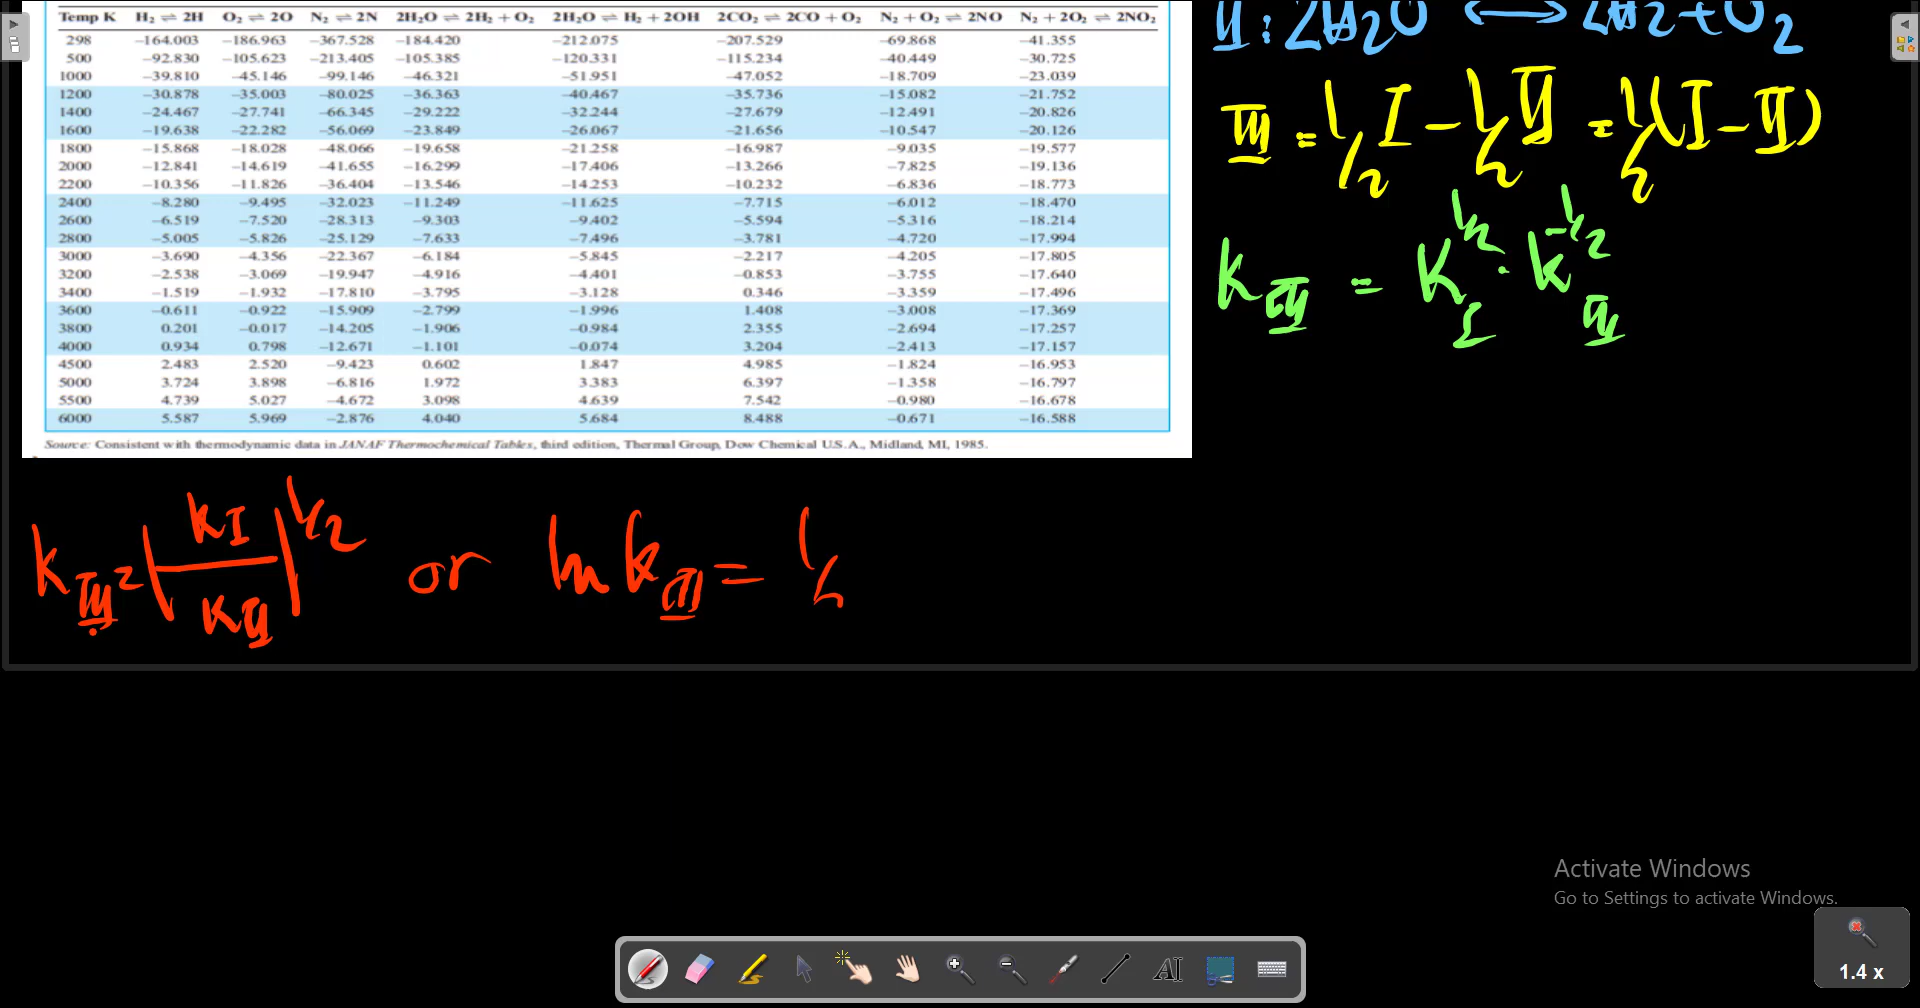 Temp K H₂ ⇌ 2H O₂ ⇌ 2O N₂ ⇌ 2N 2H₂O ⇌ 2H₂ + O₂ 2H₂O ⇌ H₂ + 2OH 2CO₂ ⇌ 2CO + O₂ N₂ + O₂ ⇌ 2NO N₂ + 2O₂ ⇌ 2NO₂
298 −164.003 −186.963 −367.528 −184.420 −212.075 −207.529 −69.868 −41.355
500 −92.830 −105.623 −213.405 −105.385 −120.331 −115.234 −40.449 −30.725
1000 −39.810 −45.146 −99.146 −46.321 −51.951 −47.052 −18.709 −23.039
1200 −30.878 −35.003 −80.025 −36.363 −40.467 −35.736 −15.082 −21.752
1400 −24.467 −27.741 −66.345 −29.222 −32.244 −27.679 −12.491 −20.826
1600 −19.638 −22.282 −56.069 −23.849 −26.067 −21.656 −10.547 −20.126
1800 −15.868 −18.028 −48.066 −19.658 −21.258 −16.987 −9.035 −19.577
2000 −12.841 −14.619 −41.655 −16.299 −17.406 −13.266 −7.825 −19.136
2200 −10.356 −11.826 −36.404 −13.546 −14.253 −10.232 −6.836 −18.773
2400 −8.280 −9.495 −32.023 −11.249 −11.625 −7.715 −6.012 −18.470
2600 −6.519 −7.520 −28.313 −9.303 −9.402 −5.594 −5.316 −18.214
2800 −5.005 −5.826 −25.129 −7.633 −7.496 −3.781 −4.720 −17.994
3000 −3.690 −4.356 −22.367 −6.184 −5.845 −2.217 −4.205 −17.805
3200 −2.538 −3.069 −19.947 −4.916 −4.401 −0.853 −3.755 −17.640
3400 −1.519 −1.932 −17.810 −3.795 −3.128 0.346 −3.359 −17.496
3600 −0.611 −0.922 −15.909 −2.799 −1.996 1.408 −3.008 −17.369
3800 0.201 −0.017 −14.205 −1.906 −0.984 2.355 −2.694 −17.257
4000 0.934 0.798 −12.671 −1.101 −0.074 3.204 −2.413 −17.157
4500 2.483 2.520 −9.423 0.602 1.847 4.985 −1.824 −16.953
5000 3.724 3.898 −6.816 1.972 3.383 6.397 −1.358 −16.797
5500 4.739 5.027 −4.672 3.098 4.639 7.542 −0.980 −16.678
6000 5.587 5.969 −2.876 4.040 5.684 8.488 −0.671 −16.588
Source: Consistent with thermodynamic data in JANAF Thermochemical Tables, third edition, Thermal Group, Dow Chemical U.S.A., Midland, MI, 1985.
II : 2H₂O ⟷ 2H₂ + O₂
III = 1/2 I − 1/2 II = 1/2 (I − II)
K III = K I^1/2 · K II^−1/2
K III = (K I / K II)^1/2 or ln K III = 1/2
Activate Windows
Go to Settings to activate Windows.
1.4 x